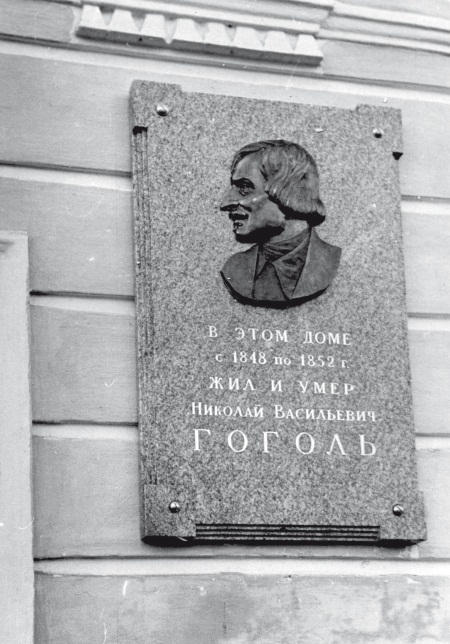 В ЭТОМ ДОМЕ
с 1848 по 1852 г.
ЖИЛ И УМЕР
Николай Васильевич
ГОГОЛЬ